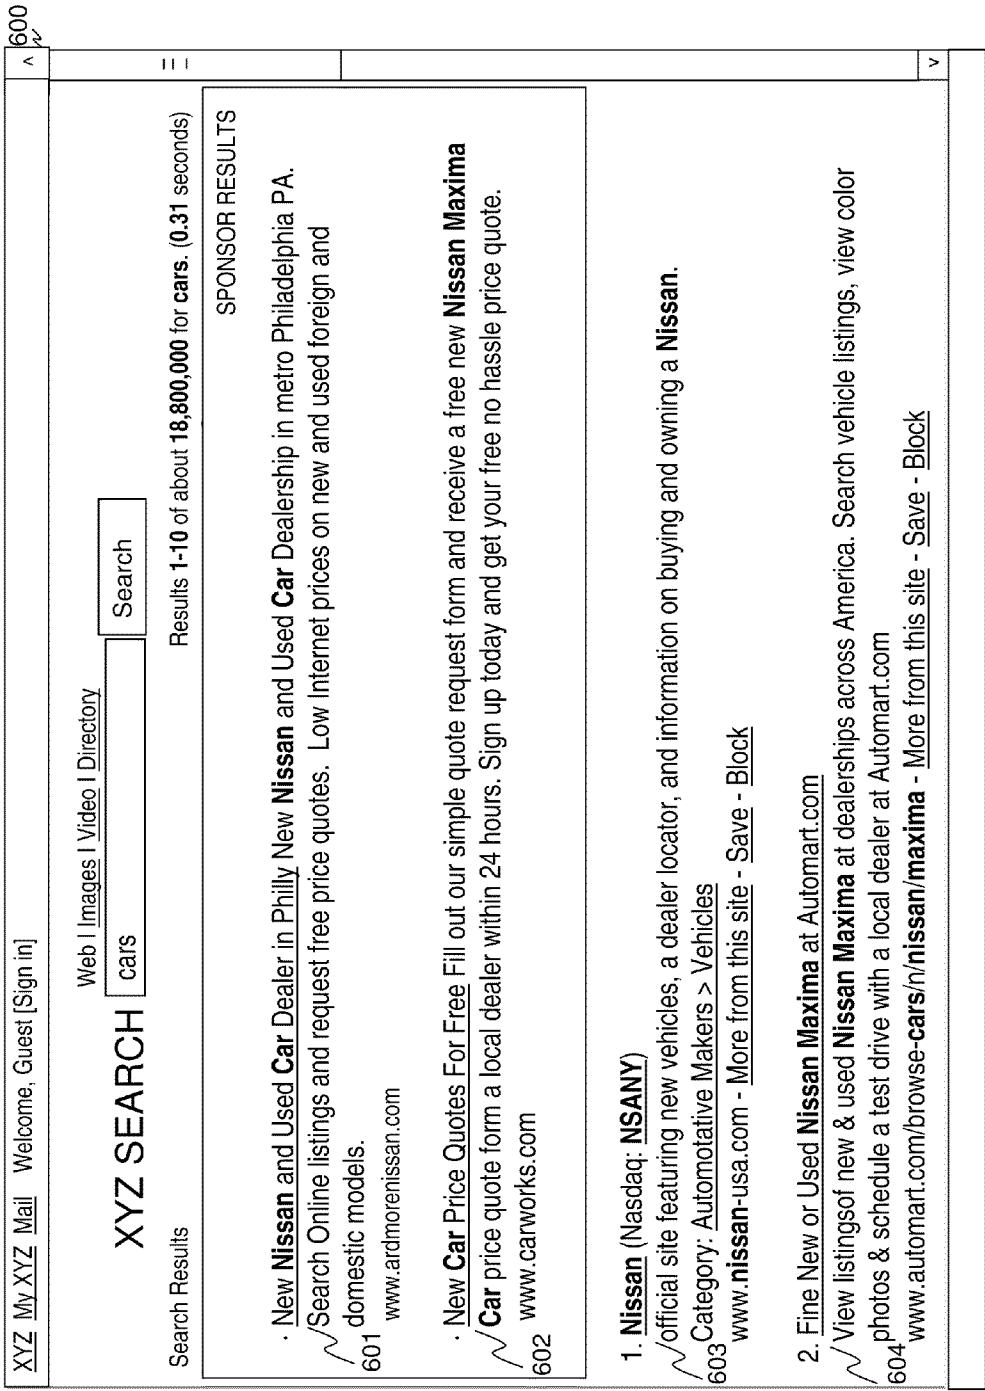 600
XYZ My XYZ Mail Welcome, Guest [Sign in]
Web | Images | Video | Directory
XYZ SEARCH cars Search
Search Results Results 1-10 of about 18,800,000 for cars. (0.31 seconds)
SPONSOR RESULTS
· New Nissan and Used Car Dealer in Philly New Nissan and Used Car Dealership in metro Philadelphia PA.
Search Online listings and request free price quotes. Low Internet prices on new and used foreign and
domestic models.
601
www.ardmorenissan.com
· New Car Price Quotes For Free Fill out our simple quote request form and receive a free new Nissan Maxima
Car price quote form a local dealer within 24 hours. Sign up today and get your free no hassle price quote.
www.carworks.com
602
1. Nissan (Nasdaq: NSANY)
official site featuring new vehicles, a dealer locator, and information on buying and owning a Nissan.
Category: Automotative Makers > Vehicles
603
www.nissan-usa.com - More from this site - Save - Block
2. Fine New or Used Nissan Maxima at Automart.com
View listingsof new & used Nissan Maxima at dealerships across America. Search vehicle listings, view color
photos & schedule a test drive with a local dealer at Automart.com
604
www.automart.com/browse-cars/n/nissan/maxima - More from this site - Save - Block